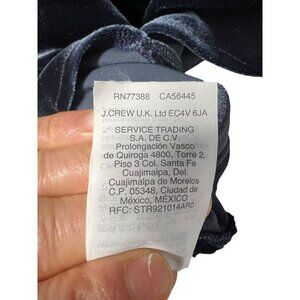 RN77388 CA56445
J.CREW U.K. Ltd EC4V 6JA
SERVICE TRADING
S.A. DE C.V.
Prolongación Vasco
de Quiroga 4800, Torre 2,
Piso 3 Col. Santa Fe
Cuajimalpa, Del.
Cuajimalpa de Morelos
C.P. 05348, Ciudad de
México, MÉXICO
RFC: STR921014AR0